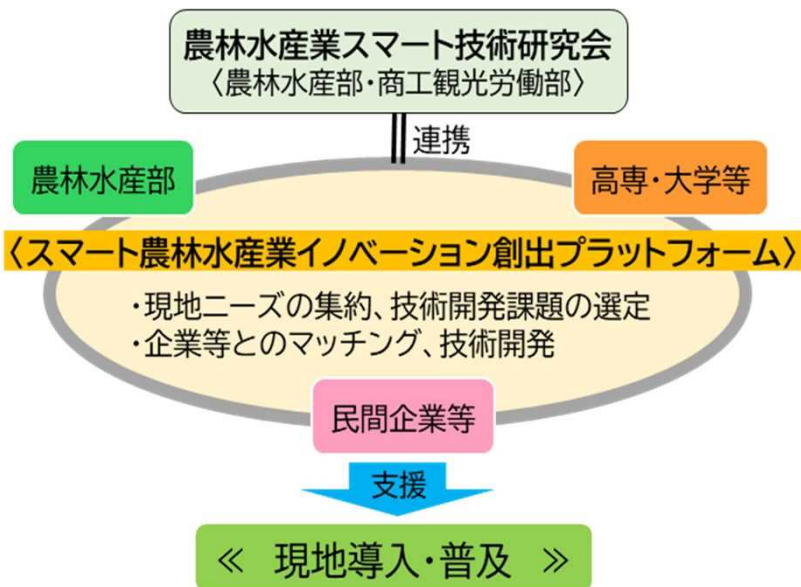 農林水産業スマート技術研究会
〈農林水産部・商工観光労働部〉
連携
農林水産部
高専・大学等
〈スマート農林水産業イノベーション創出プラットフォーム〉
・現地ニーズの集約、技術開発課題の選定
・企業等とのマッチング、技術開発
民間企業等
支援
≪ 現地導入・普及 ≫